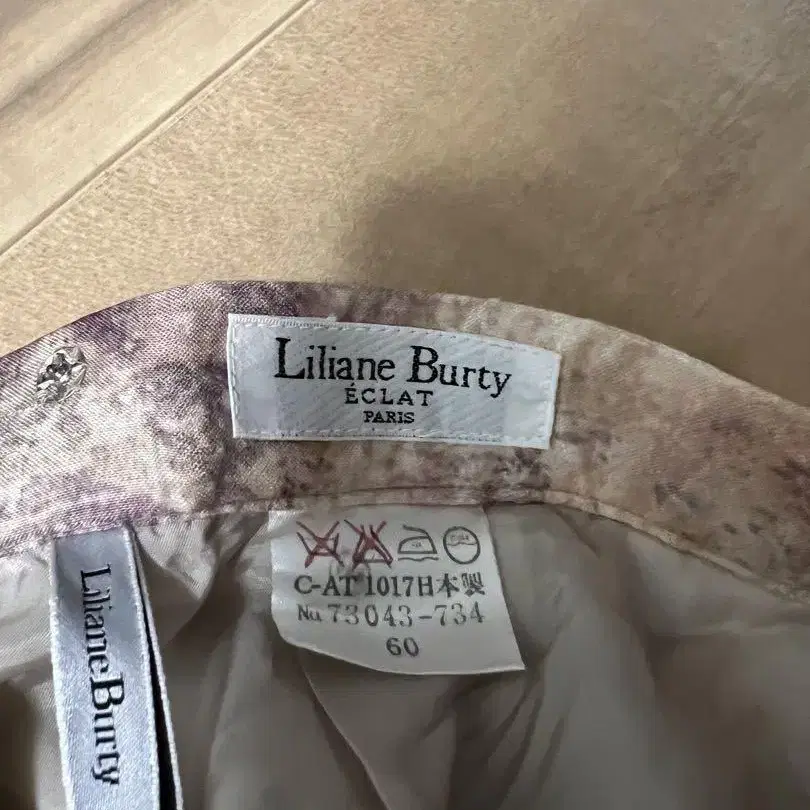 Liliane Burty
ÉCLAT
PARIS
C-AT 1017日本製
No 73043-734
60
Liliane Burty